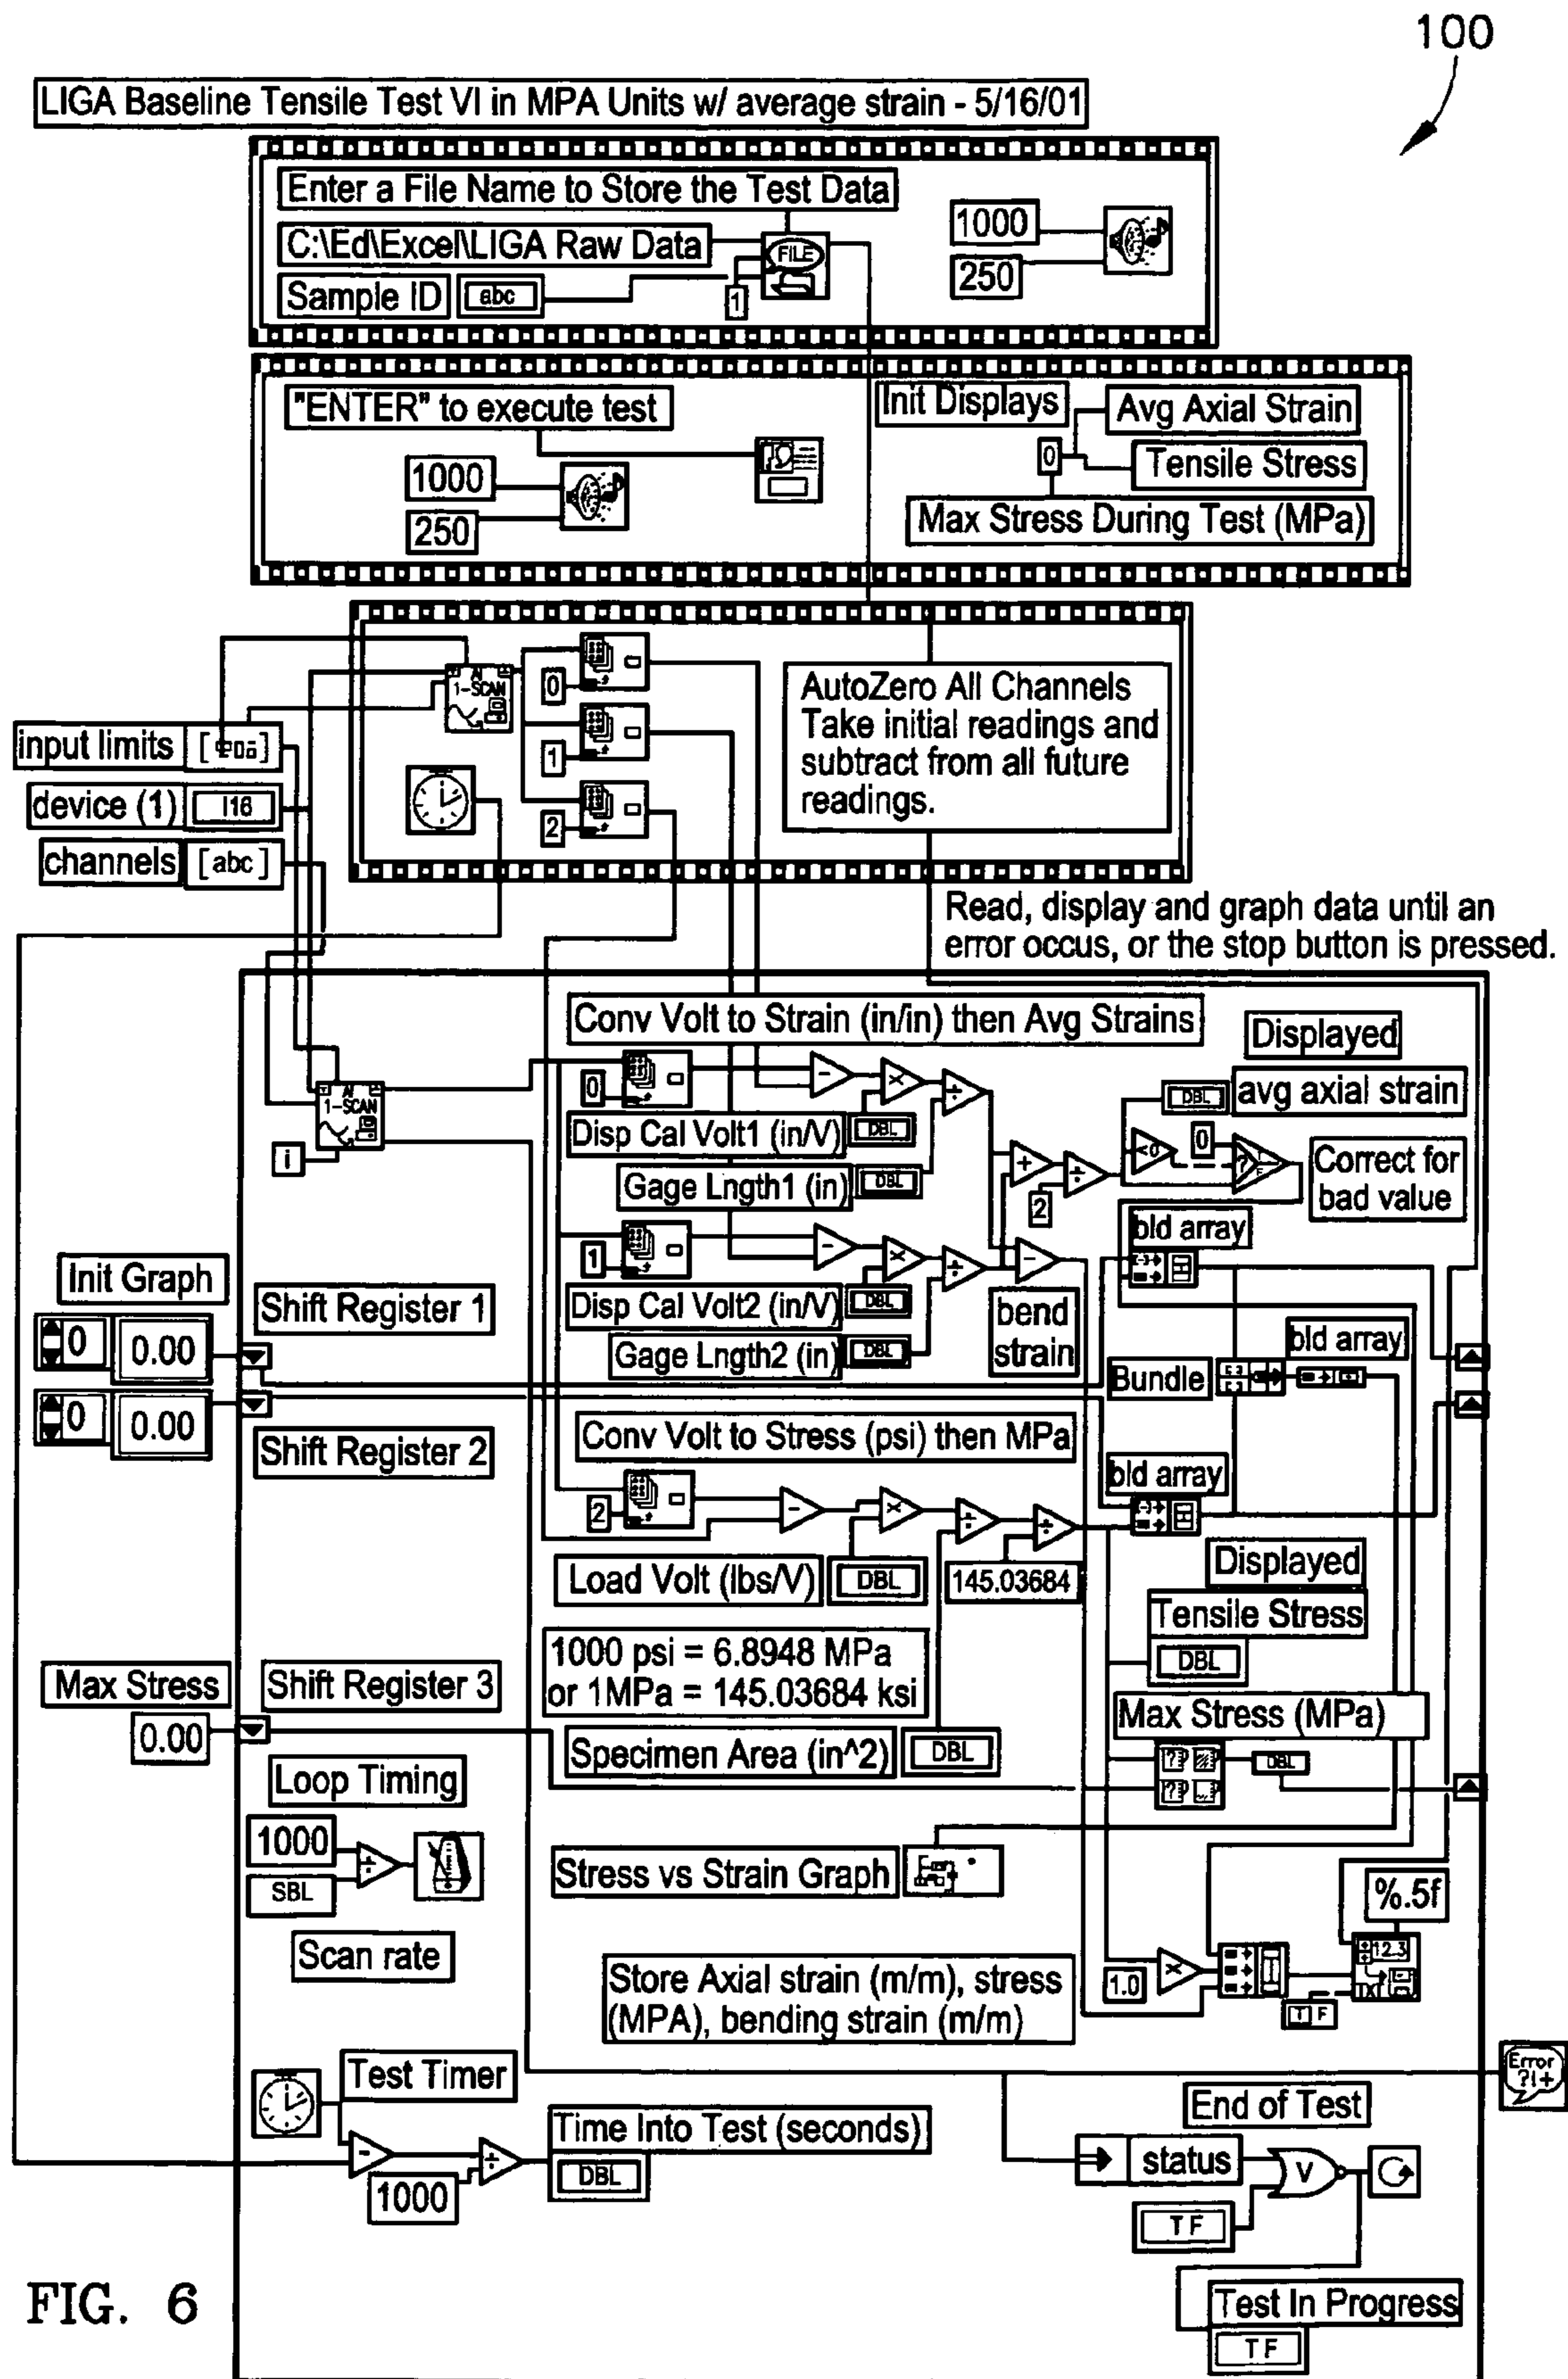 100
LIGA Baseline Tensile Test VI in MPA Units w/ average strain - 5/16/01
Enter a File Name to Store the Test Data
C:\Ed\Excel\LIGA Raw Data
FILE
1000
250
Sample ID
abc
1
"ENTER" to execute test
1000
250
Init Displays
Avg Axial Strain
0
Tensile Stress
Max Stress During Test (MPa)
AI
1-SCAN
0
1
2
AutoZero All Channels
Take initial readings and
subtract from all future
readings.
input limits
device (1)
I16
channels
[abc]
Read, display and graph data until an
error occus, or the stop button is pressed.
Conv Volt to Strain (in/in) then Avg Strains
Displayed
avg axial strain
DBL
AI
1-SCAN
i
0
- × ÷
Disp Cal Volt1 (in/V)
DBL
Gage Lngth1 (in)
DBL
+
2
÷
<0
0
?
Correct for
bad value
1
- × ÷ -
Disp Cal Volt2 (in/V)
DBL
Gage Lngth2 (in)
DBL
bend
strain
bld array
Init Graph
0
0.00
Shift Register 1
bld array
Bundle
0
0.00
Shift Register 2
Conv Volt to Stress (psi) then MPa
bld array
2
- × ÷ ÷
Load Volt (lbs/V)
DBL
145.03684
Displayed
Tensile Stress
DBL
1000 psi = 6.8948 MPa
or 1MPa = 145.03684 ksi
Specimen Area (in^2)
DBL
Max Stress
0.00
Shift Register 3
Max Stress (MPa)
DBL
Loop Timing
1000
SBL
÷
Scan rate
Stress vs Strain Graph
%.5f
Store Axial strain (m/m), stress
(MPA), bending strain (m/m)
1.0
×
12.3
TXT
T F
Test Timer
-
1000
÷
Time Into Test (seconds)
DBL
Error
?!+
End of Test
status
V
T F
Test In Progress
T F
FIG. 6